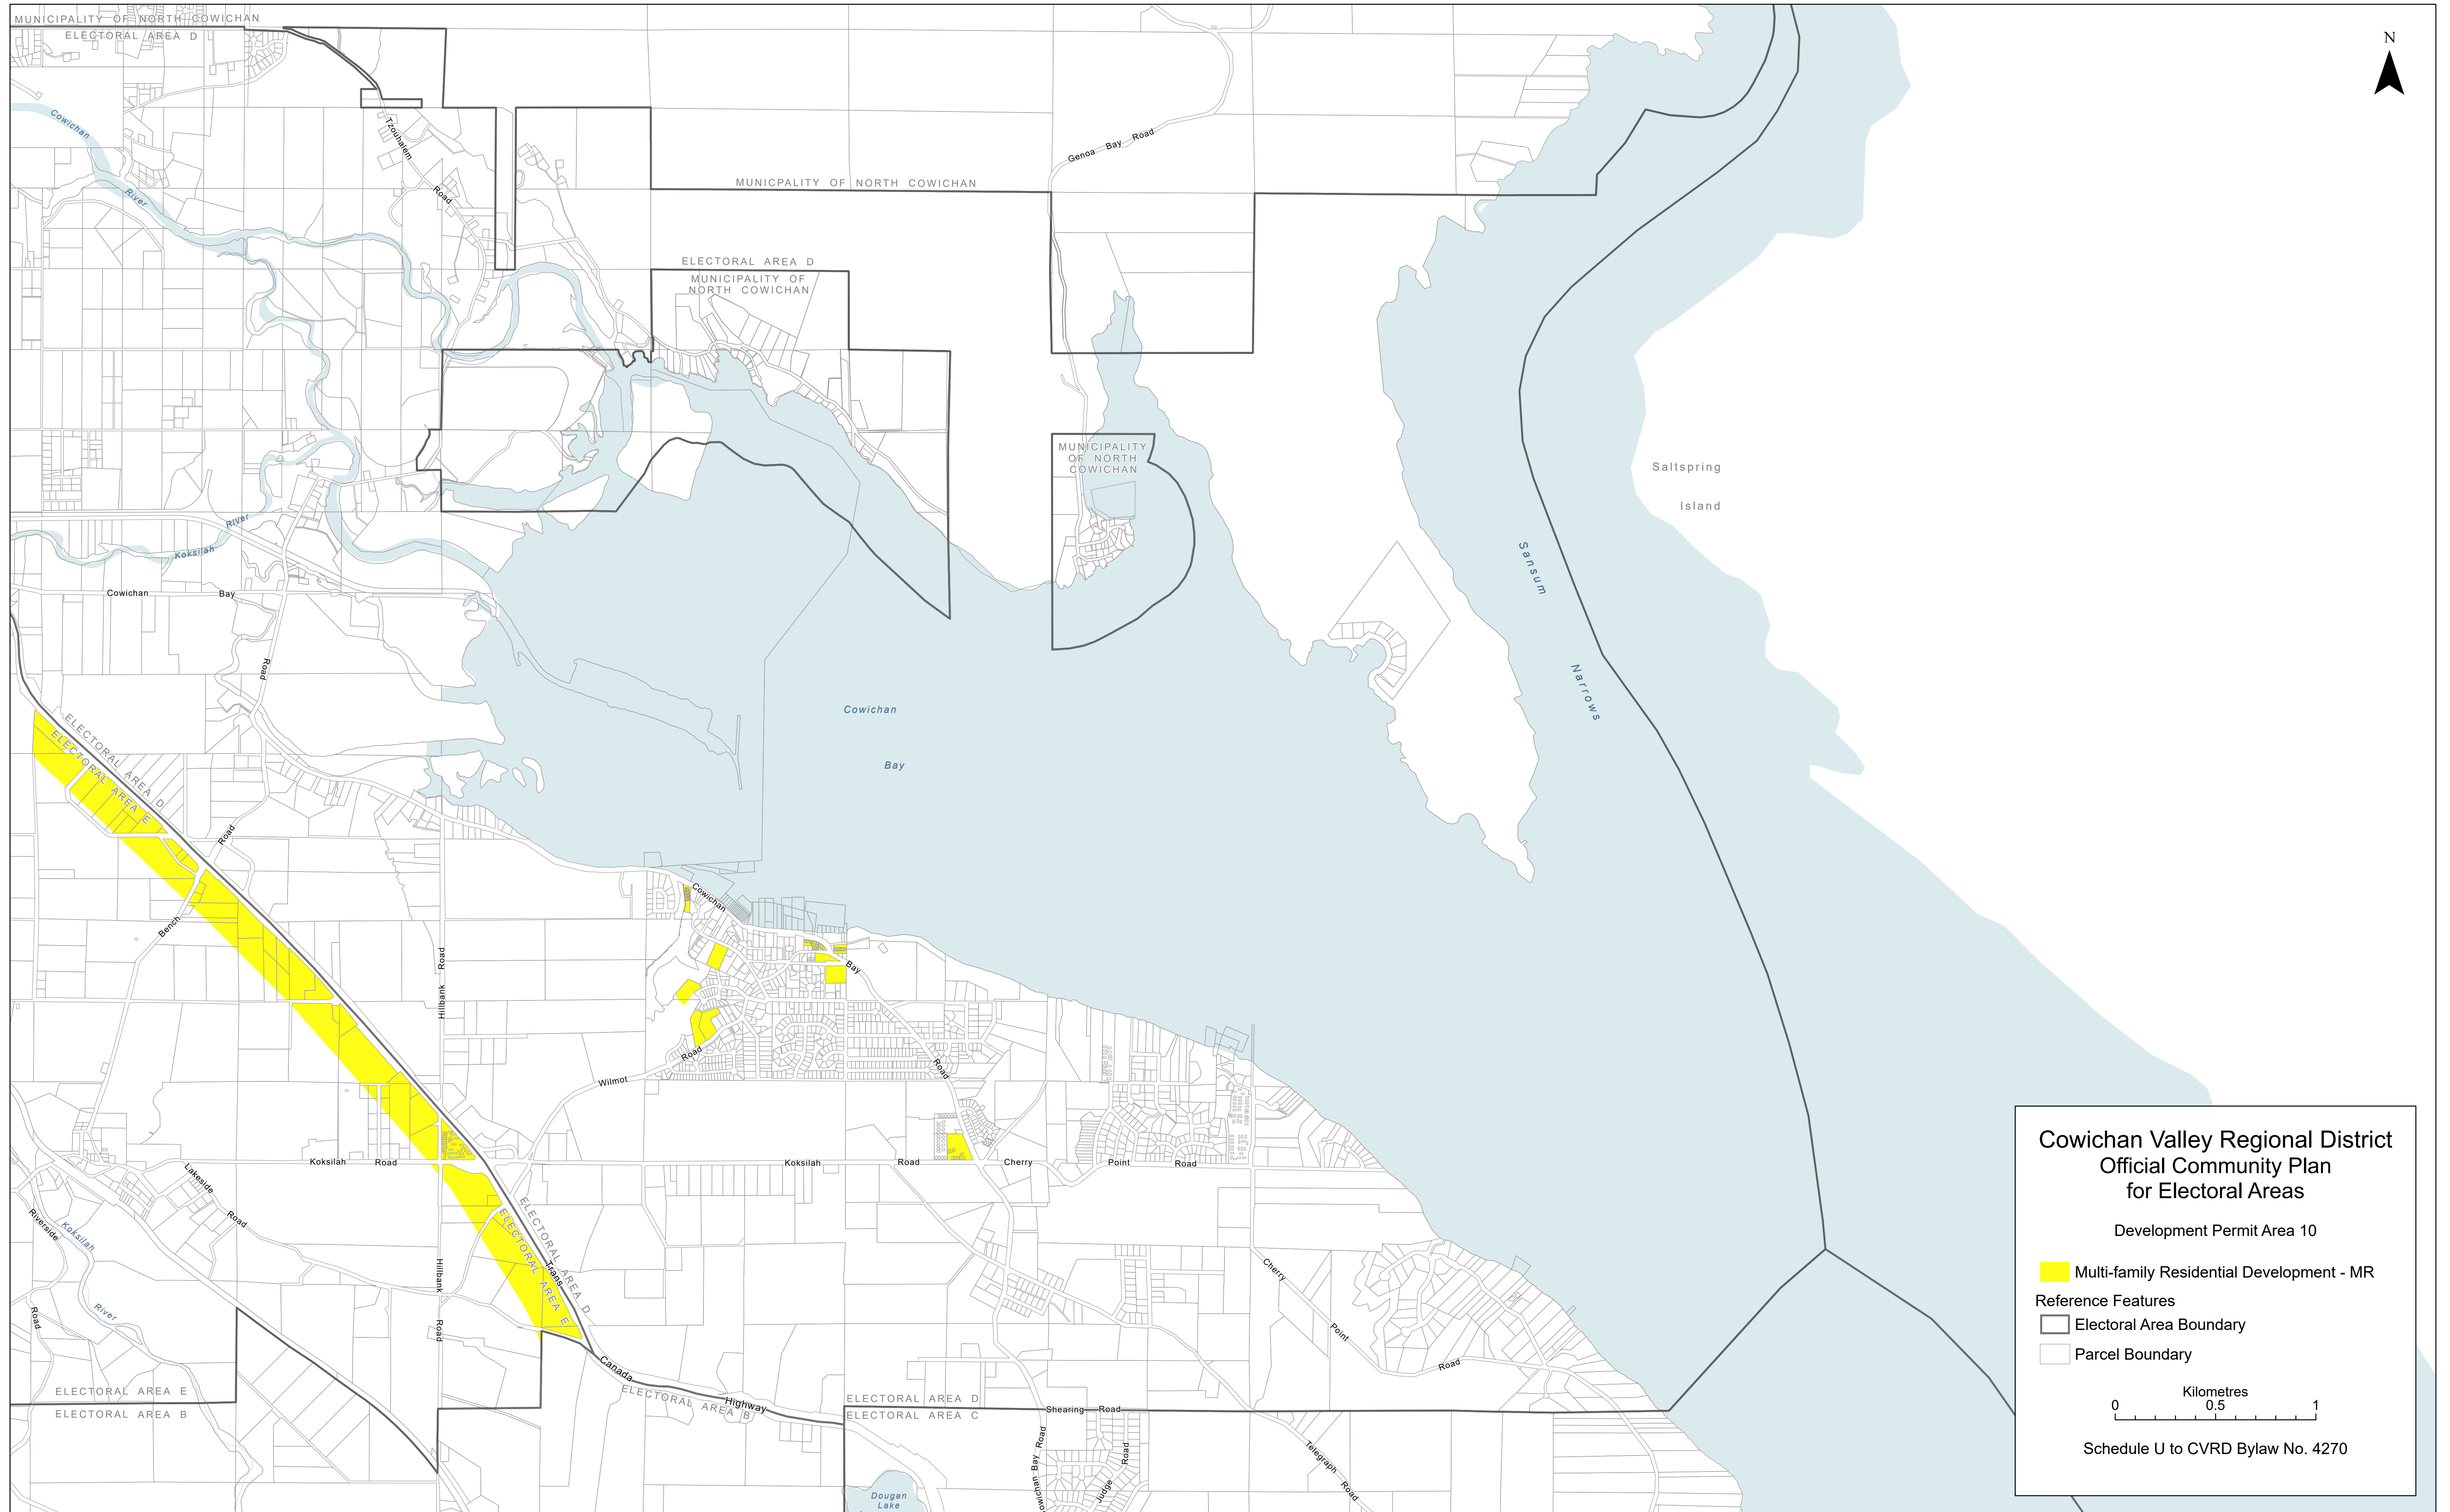 MUNICIPALITY OF NORTH COWICHAN
ELECTORAL AREA D
N
Cowichan
River
Tzouhalem
Road
Genoa Bay Road
MUNICPALITY OF NORTH COWICHAN
ELECTORAL AREA D
MUNICIPALITY OF
NORTH COWICHAN
MUNICIPALITY
OF NORTH
COWICHAN
Saltspring
Island
River
Koksilah
Sansum
Narrows
Cowichan Bay
Road
Cowichan
Bay
ELECTORAL AREA D
ELECTORAL AREA E
Road
Bench
Cowichan
Bay
Road
Hillbank Road
Road
Wilmot
Koksilah Road
Koksilah Road
Cherry Point Road
Lakeside
Road
Riverside
Road
Koksilah
River
Hillbank
Road
ELECTORAL AREA D
ELECTORAL AREA E
Trans
Canada
Highway
Cherry
Point
Road
ELECTORAL AREA E
ELECTORAL AREA B
ELECTORAL AREA B
ELECTORAL AREA D
ELECTORAL AREA C
Shearing Road
Cowichan Bay Road
Judge
Road
Telegraph
Road
Dougan
Lake
Cowichan Valley Regional District
Official Community Plan
for Electoral Areas
Development Permit Area 10
Multi-family Residential Development - MR
Reference Features
Electoral Area Boundary
Parcel Boundary
Kilometres
0 0.5 1
Schedule U to CVRD Bylaw No. 4270